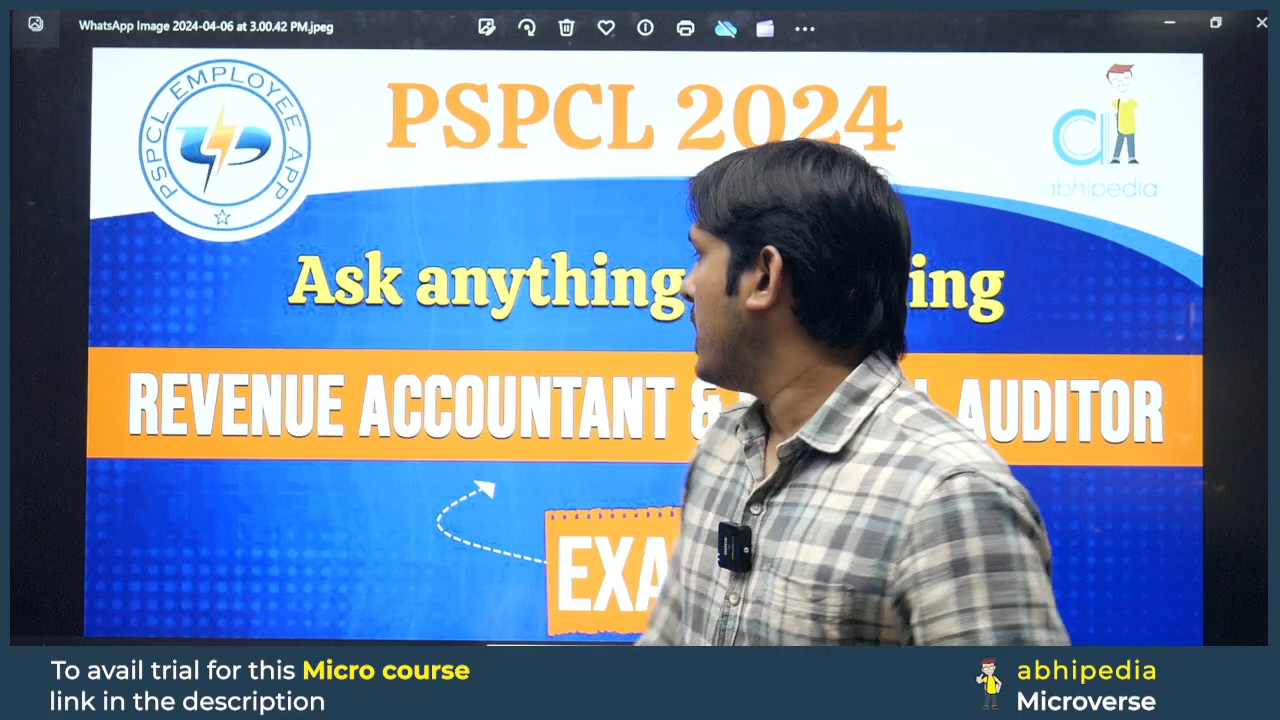 WhatsApp Image 2024-04-06 at 3.00.42 PM.jpeg
PSPCL EMPLOYEE APP
PSPCL 2024
abhipedia
Ask anything ing
REVENUE ACCOUNTANT & AUDITOR
EXA
To avail trial for this Micro course
link in the description
abhipedia
Microverse